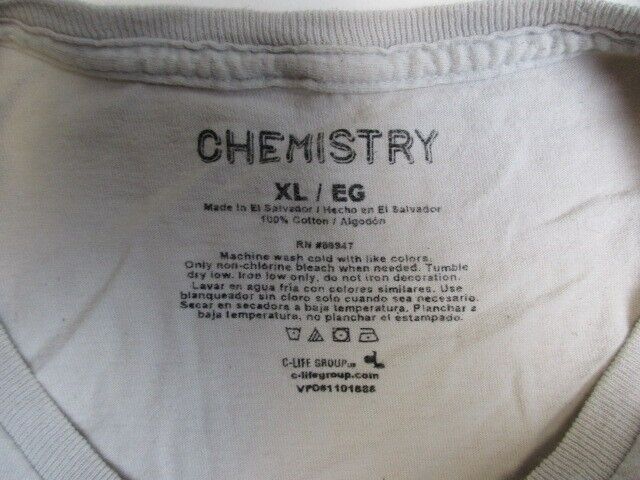 CHEMISTRY
XL / EG
Made in El Salvador / Hecho en El Salvador
100% Cotton / Algodón
RN #86947
Machine wash cold with like colors.
Only non-chlorine bleach when needed. Tumble
dry low. Iron low only, do not iron decoration.
Lavar en agua fría con colores similares. Use
blanqueador sin cloro solo cuando sea necesario.
Secar en secadora a baja temperatura. Planchar a
baja temperatura, no planchar el estampado.
C-LIFE GROUP
c-lifegroup.com